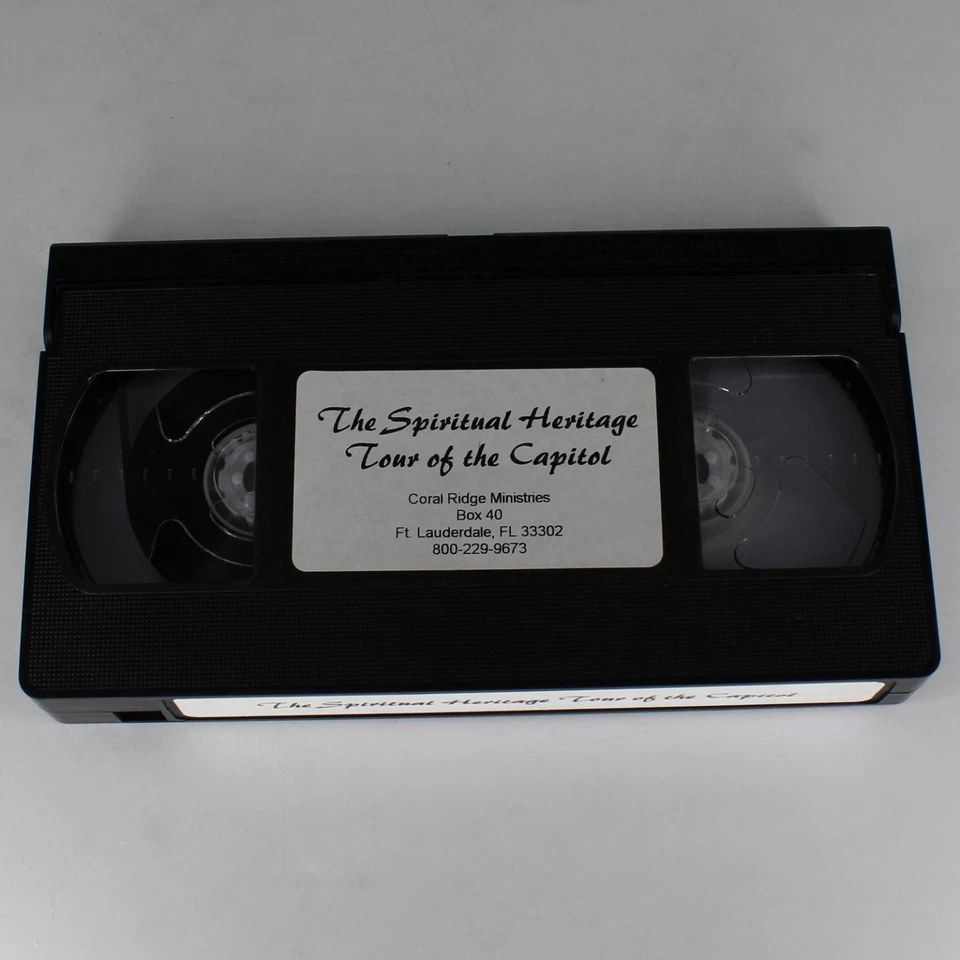 The Spiritual Heritage
Tour of the Capitol
Coral Ridge Ministries
Box 40
Ft. Lauderdale, FL 33302
800-229-9673
The Spiritual Heritage Tour of the Capitol